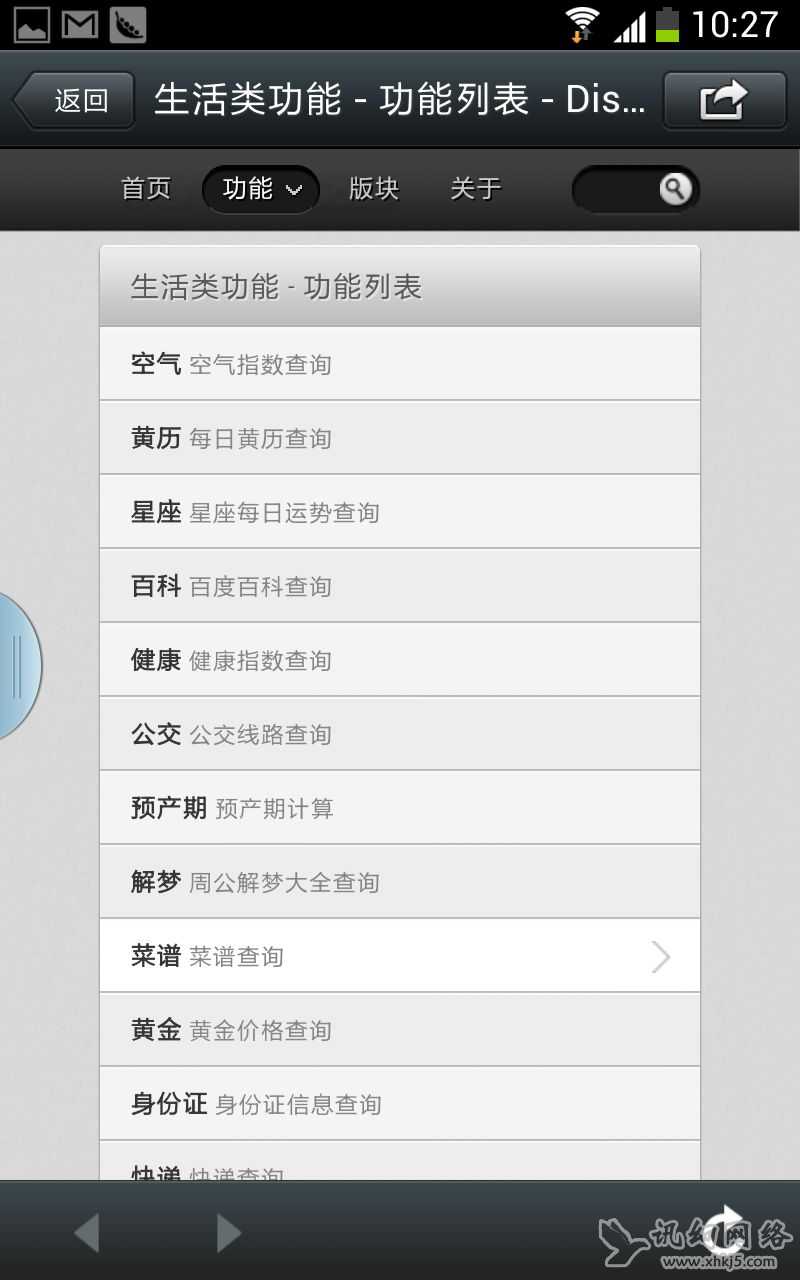 10:27
返回 生活类功能 - 功能列表 - Dis...
首页 功能 版块 关于
生活类功能 - 功能列表
空气 空气指数查询
黄历 每日黄历查询
星座 星座每日运势查询
百科 百度百科查询
健康 健康指数查询
公交 公交线路查询
预产期 预产期计算
解梦 周公解梦大全查询
菜谱 菜谱查询
黄金 黄金价格查询
身份证 身份证信息查询
快递 快递查询
讯幻网络
www.xhkj5.com